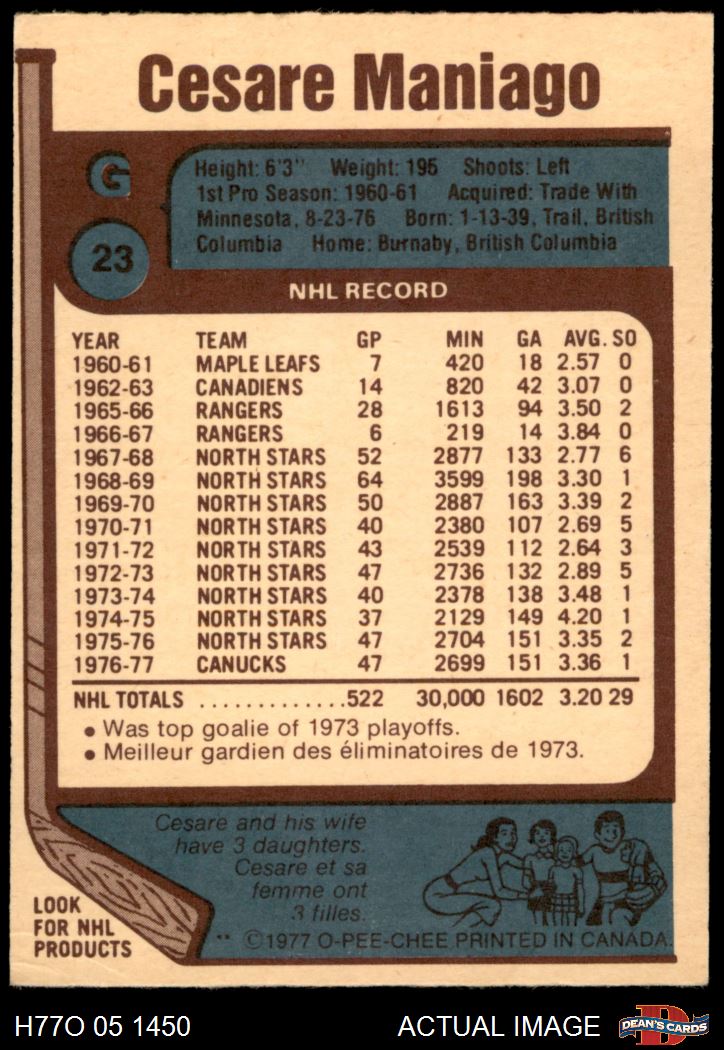 Cesare Maniago
G
23
Height: 6'3" Weight: 195 Shoots: Left
1st Pro Season: 1960-61 Acquired: Trade With
Minnesota, 8-23-76 Born: 1-13-39, Trail, British
Columbia Home: Burnaby, British Columbia
NHL RECORD
YEAR TEAM GP MIN GA AVG. SO
1960-61 MAPLE LEAFS 7 420 18 2.57 0
1962-63 CANADIENS 14 820 42 3.07 0
1965-66 RANGERS 28 1613 94 3.50 2
1966-67 RANGERS 6 219 14 3.84 0
1967-68 NORTH STARS 52 2877 133 2.77 6
1968-69 NORTH STARS 64 3599 198 3.30 1
1969-70 NORTH STARS 50 2887 163 3.39 2
1970-71 NORTH STARS 40 2380 107 2.69 5
1971-72 NORTH STARS 43 2539 112 2.64 3
1972-73 NORTH STARS 47 2736 132 2.89 5
1973-74 NORTH STARS 40 2378 138 3.48 1
1974-75 NORTH STARS 37 2129 149 4.20 1
1975-76 NORTH STARS 47 2704 151 3.35 2
1976-77 CANUCKS 47 2699 151 3.36 1
NHL TOTALS .............522 30,000 1602 3.20 29
• Was top goalie of 1973 playoffs.
• Meilleur gardien des éliminatoires de 1973.
Cesare and his wife
have 3 daughters.
Cesare et sa
femme ont
3 filles.
LOOK
FOR NHL
PRODUCTS
** ©1977 O-PEE-CHEE PRINTED IN CANADA.
H77O 05 1450
ACTUAL IMAGE
D
DEAN'S CARDS